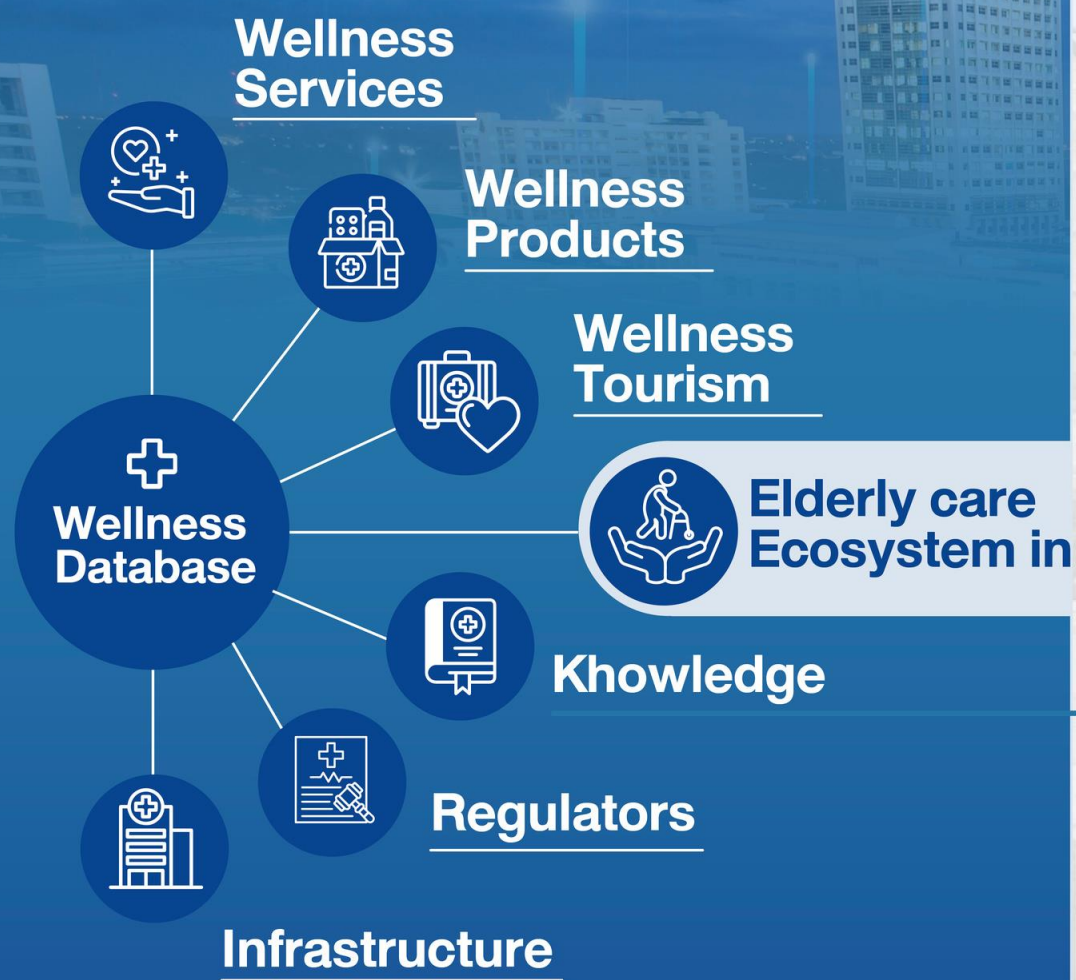 Wellness
Services
Wellness
Products
Wellness
Tourism
Wellness
Database
Elderly care
Ecosystem in
Khowledge
Regulators
Infrastructure